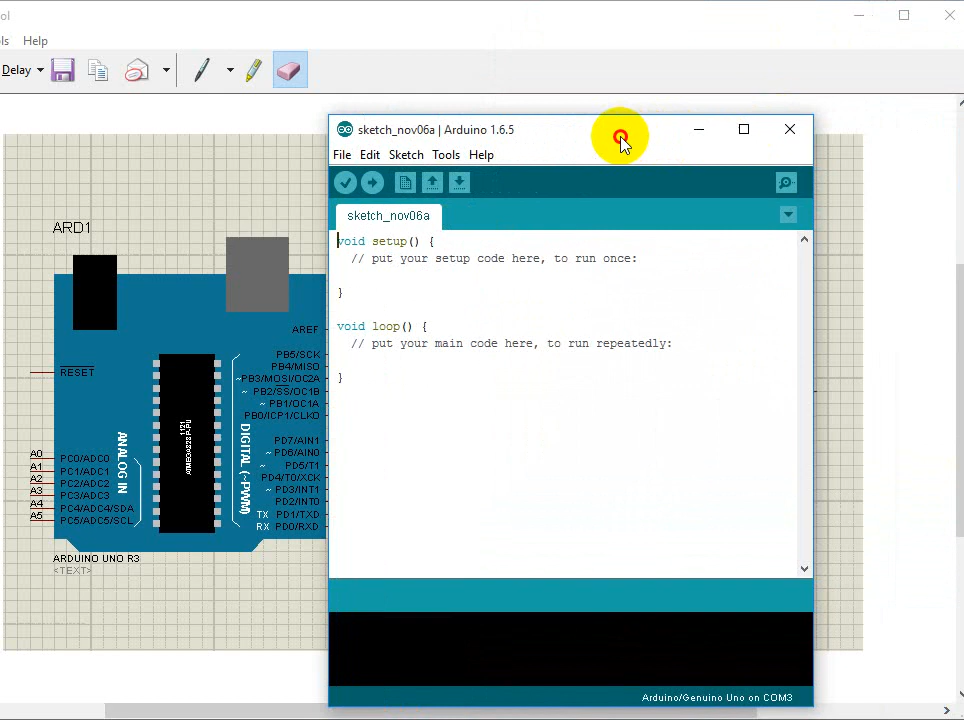 ol
ls Help
Delay
sketch_nov06a | Arduino 1.6.5
File Edit Sketch Tools Help
sketch_nov06a
void setup() {
// put your setup code here, to run once:
}
void loop() {
// put your main code here, to run repeatedly:
}
Arduino/Genuino Uno on COM3
ARD1
AREF
RESET
PB5/SCK
PB4/MISO
~PB3/MOSI/OC2A
~ PB2/SS/OC1B
~ PB1/OC1A
PB0/ICP1/CLKO
PD7/AIN1
~ PD6/AIN0
~ PD5/T1
PD4/T0/XCK
~ PD3/INT1
PD2/INT0
TX PD1/TXD
RX PD0/RXD
DIGITAL (~PWM)
1121
ATMEGA328P-PU
ANALOG IN
A0 PC0/ADC0
A1 PC1/ADC1
A2 PC2/ADC2
A3 PC3/ADC3
A4 PC4/ADC4/SDA
A5 PC5/ADC5/SCL
ARDUINO UNO R3
<TEXT>